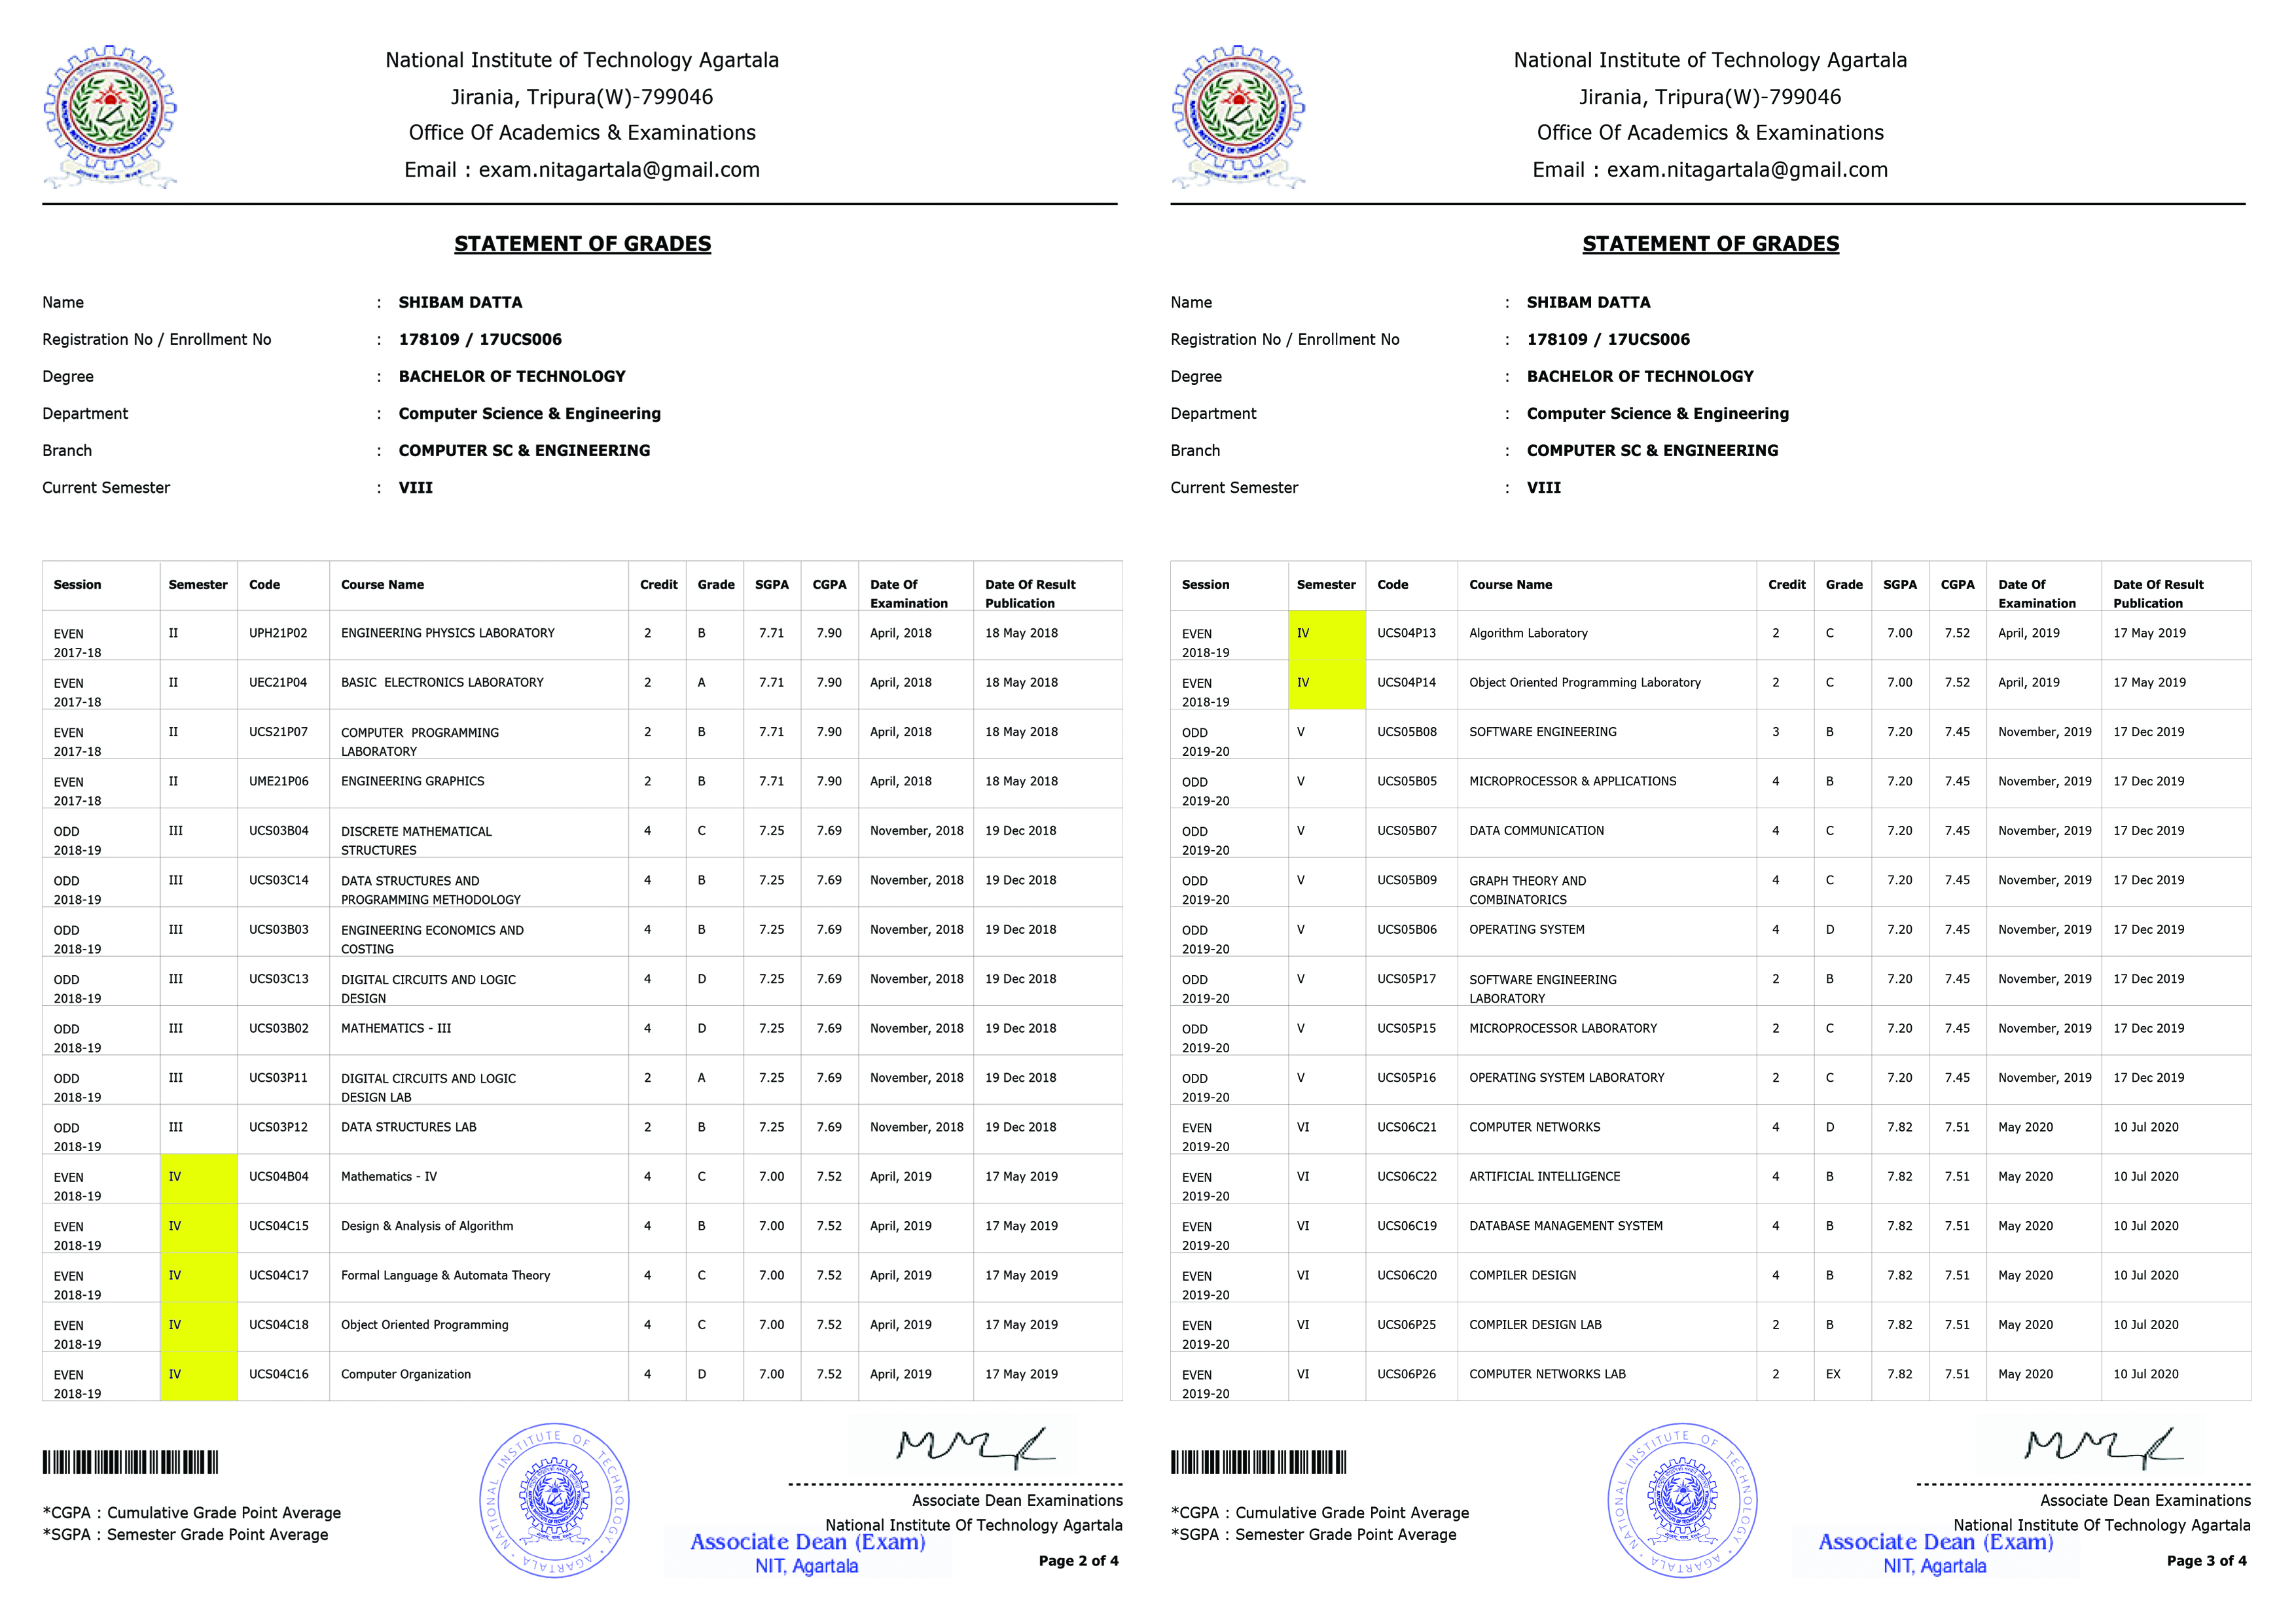 National Institute of Technology Agartala
Jirania, Tripura(W)-799046
Office Of Academics & Examinations
Email : exam.nitagartala@gmail.com
STATEMENT OF GRADES
Name : SHIBAM DATTA
Registration No / Enrollment No : 178109 / 17UCS006
Degree : BACHELOR OF TECHNOLOGY
Department : Computer Science & Engineering
Branch : COMPUTER SC & ENGINEERING
Current Semester : VIII
Session Semester Code Course Name Credit Grade SGPA CGPA Date Of Examination Date Of Result Publication
EVEN 2017-18 II UPH21P02 ENGINEERING PHYSICS LABORATORY 2 B 7.71 7.90 April, 2018 18 May 2018
EVEN 2017-18 II UEC21P04 BASIC ELECTRONICS LABORATORY 2 A 7.71 7.90 April, 2018 18 May 2018
EVEN 2017-18 II UCS21P07 COMPUTER PROGRAMMING LABORATORY 2 B 7.71 7.90 April, 2018 18 May 2018
EVEN 2017-18 II UME21P06 ENGINEERING GRAPHICS 2 B 7.71 7.90 April, 2018 18 May 2018
ODD 2018-19 III UCS03B04 DISCRETE MATHEMATICAL STRUCTURES 4 C 7.25 7.69 November, 2018 19 Dec 2018
ODD 2018-19 III UCS03C14 DATA STRUCTURES AND PROGRAMMING METHODOLOGY 4 B 7.25 7.69 November, 2018 19 Dec 2018
ODD 2018-19 III UCS03B03 ENGINEERING ECONOMICS AND COSTING 4 B 7.25 7.69 November, 2018 19 Dec 2018
ODD 2018-19 III UCS03C13 DIGITAL CIRCUITS AND LOGIC DESIGN 4 D 7.25 7.69 November, 2018 19 Dec 2018
ODD 2018-19 III UCS03B02 MATHEMATICS - III 4 D 7.25 7.69 November, 2018 19 Dec 2018
ODD 2018-19 III UCS03P11 DIGITAL CIRCUITS AND LOGIC DESIGN LAB 2 A 7.25 7.69 November, 2018 19 Dec 2018
ODD 2018-19 III UCS03P12 DATA STRUCTURES LAB 2 B 7.25 7.69 November, 2018 19 Dec 2018
EVEN 2018-19 IV UCS04B04 Mathematics - IV 4 C 7.00 7.52 April, 2019 17 May 2019
EVEN 2018-19 IV UCS04C15 Design & Analysis of Algorithm 4 B 7.00 7.52 April, 2019 17 May 2019
EVEN 2018-19 IV UCS04C17 Formal Language & Automata Theory 4 C 7.00 7.52 April, 2019 17 May 2019
EVEN 2018-19 IV UCS04C18 Object Oriented Programming 4 C 7.00 7.52 April, 2019 17 May 2019
EVEN 2018-19 IV UCS04C16 Computer Organization 4 D 7.00 7.52 April, 2019 17 May 2019
*CGPA : Cumulative Grade Point Average
*SGPA : Semester Grade Point Average
NATIONAL INSTITUTE OF TECHNOLOGY AGARTALA
Associate Dean Examinations
National Institute Of Technology Agartala
Associate Dean (Exam)
NIT, Agartala
Page 2 of 4
National Institute of Technology Agartala
Jirania, Tripura(W)-799046
Office Of Academics & Examinations
Email : exam.nitagartala@gmail.com
STATEMENT OF GRADES
Name : SHIBAM DATTA
Registration No / Enrollment No : 178109 / 17UCS006
Degree : BACHELOR OF TECHNOLOGY
Department : Computer Science & Engineering
Branch : COMPUTER SC & ENGINEERING
Current Semester : VIII
Session Semester Code Course Name Credit Grade SGPA CGPA Date Of Examination Date Of Result Publication
EVEN 2018-19 IV UCS04P13 Algorithm Laboratory 2 C 7.00 7.52 April, 2019 17 May 2019
EVEN 2018-19 IV UCS04P14 Object Oriented Programming Laboratory 2 C 7.00 7.52 April, 2019 17 May 2019
ODD 2019-20 V UCS05B08 SOFTWARE ENGINEERING 3 B 7.20 7.45 November, 2019 17 Dec 2019
ODD 2019-20 V UCS05B05 MICROPROCESSOR & APPLICATIONS 4 B 7.20 7.45 November, 2019 17 Dec 2019
ODD 2019-20 V UCS05B07 DATA COMMUNICATION 4 C 7.20 7.45 November, 2019 17 Dec 2019
ODD 2019-20 V UCS05B09 GRAPH THEORY AND COMBINATORICS 4 C 7.20 7.45 November, 2019 17 Dec 2019
ODD 2019-20 V UCS05B06 OPERATING SYSTEM 4 D 7.20 7.45 November, 2019 17 Dec 2019
ODD 2019-20 V UCS05P17 SOFTWARE ENGINEERING LABORATORY 2 B 7.20 7.45 November, 2019 17 Dec 2019
ODD 2019-20 V UCS05P15 MICROPROCESSOR LABORATORY 2 C 7.20 7.45 November, 2019 17 Dec 2019
ODD 2019-20 V UCS05P16 OPERATING SYSTEM LABORATORY 2 C 7.20 7.45 November, 2019 17 Dec 2019
EVEN 2019-20 VI UCS06C21 COMPUTER NETWORKS 4 D 7.82 7.51 May 2020 10 Jul 2020
EVEN 2019-20 VI UCS06C22 ARTIFICIAL INTELLIGENCE 4 B 7.82 7.51 May 2020 10 Jul 2020
EVEN 2019-20 VI UCS06C19 DATABASE MANAGEMENT SYSTEM 4 B 7.82 7.51 May 2020 10 Jul 2020
EVEN 2019-20 VI UCS06C20 COMPILER DESIGN 4 B 7.82 7.51 May 2020 10 Jul 2020
EVEN 2019-20 VI UCS06P25 COMPILER DESIGN LAB 2 B 7.82 7.51 May 2020 10 Jul 2020
EVEN 2019-20 VI UCS06P26 COMPUTER NETWORKS LAB 2 EX 7.82 7.51 May 2020 10 Jul 2020
*CGPA : Cumulative Grade Point Average
*SGPA : Semester Grade Point Average
NATIONAL INSTITUTE OF TECHNOLOGY AGARTALA
Associate Dean Examinations
National Institute Of Technology Agartala
Associate Dean (Exam)
NIT, Agartala
Page 3 of 4